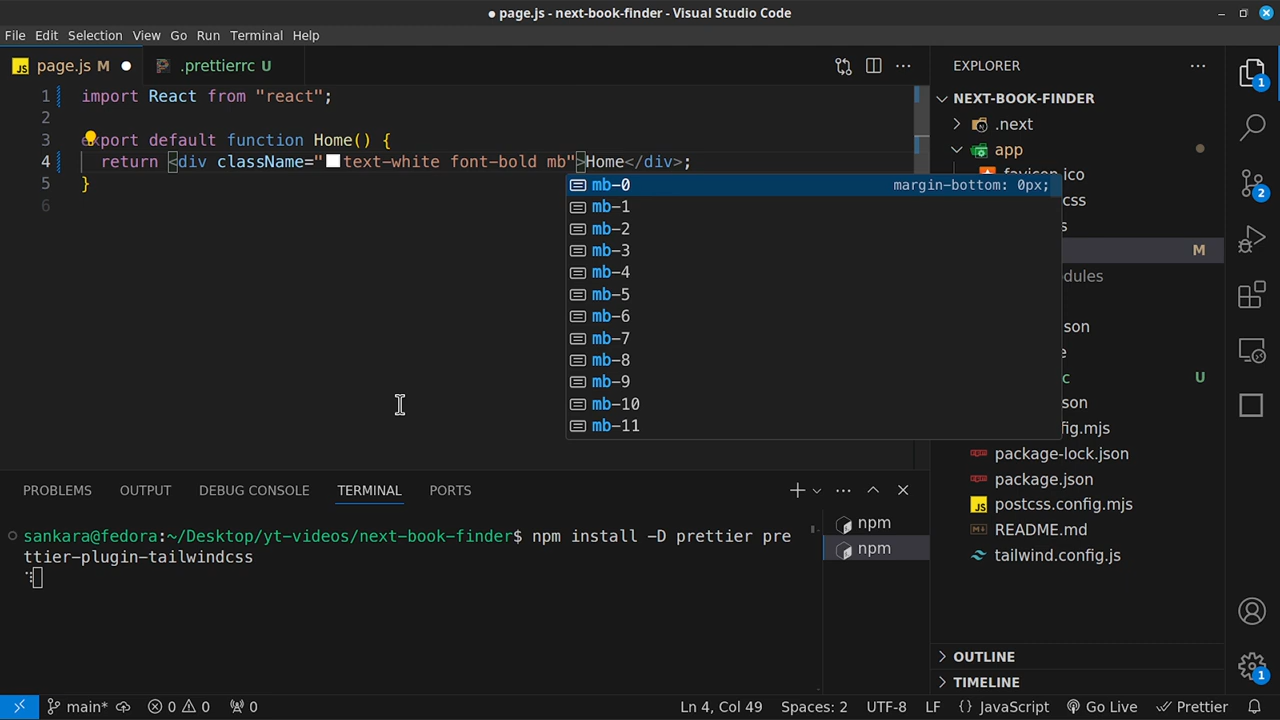 ● page.js - next-book-finder - Visual Studio Code
File Edit Selection View Go Run Terminal Help
JS page.js M ●
.prettierrc U
1 import React from "react";
2
3 export default function Home() {
4 return <div className="text-white font-bold mb">Home</div>;
5 }
6
mb-0 margin-bottom: 0px;
mb-1
mb-2
mb-3
mb-4
mb-5
mb-6
mb-7
mb-8
mb-9
mb-10
mb-11
PROBLEMS OUTPUT DEBUG CONSOLE TERMINAL PORTS
sankara@fedora:~/Desktop/yt-videos/next-book-finder$ npm install -D prettier pre
ttier-plugin-tailwindcss
npm
npm
EXPLORER
NEXT-BOOK-FINDER
.next
app
favicon.ico
css
s
M
dules
son
e
c U
son
fig.mjs
package-lock.json
package.json
JS postcss.config.mjs
README.md
tailwind.config.js
OUTLINE
TIMELINE
1
2
1
main* 0 0 0
Ln 4, Col 49 Spaces: 2 UTF-8 LF {} JavaScript Go Live Prettier